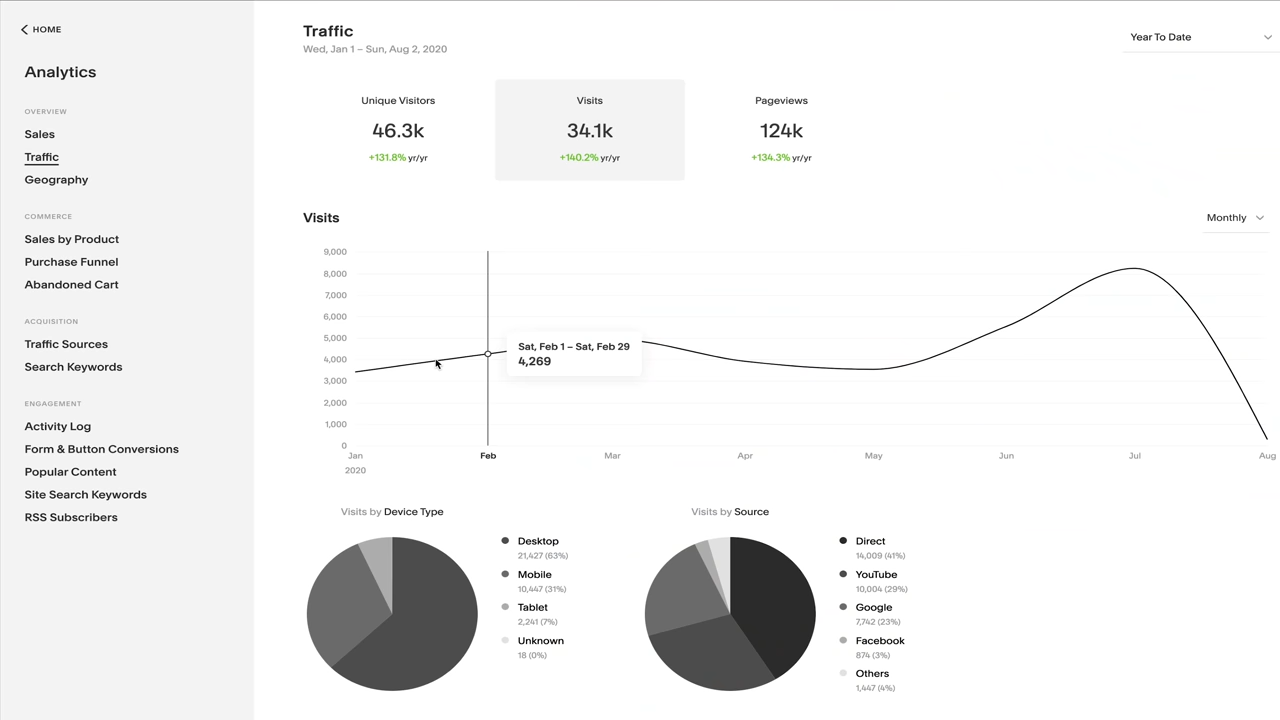 HOME
Analytics
OVERVIEW
Sales
Traffic
Geography
COMMERCE
Sales by Product
Purchase Funnel
Abandoned Cart
ACQUISITION
Traffic Sources
Search Keywords
ENGAGEMENT
Activity Log
Form & Button Conversions
Popular Content
Site Search Keywords
RSS Subscribers
Traffic
Wed, Jan 1 – Sun, Aug 2, 2020
Year To Date
Unique Visitors
46.3k
+131.8% yr/yr
Visits
34.1k
+140.2% yr/yr
Pageviews
124k
+134.3% yr/yr
Visits
Monthly
9,000
8,000
7,000
6,000
5,000
4,000
3,000
2,000
1,000
0
Sat, Feb 1 – Sat, Feb 29
4,269
Jan Feb Mar Apr May Jun Jul Aug
2020
Visits by Device Type
Desktop
21,427 (63%)
Mobile
10,447 (31%)
Tablet
2,241 (7%)
Unknown
18 (0%)
Visits by Source
Direct
14,009 (41%)
YouTube
10,004 (29%)
Google
7,742 (23%)
Facebook
874 (3%)
Others
1,447 (4%)